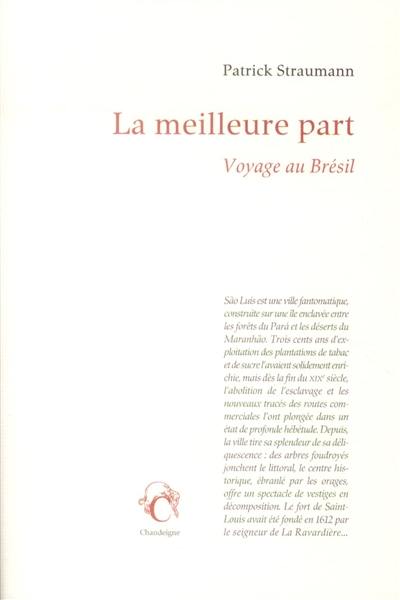 Patrick Straumann
La meilleure part
Voyage au Brésil
São Luís est une ville fantomatique,
construite sur une île enclavée entre
les forêts du Pará et les déserts du
Maranhão. Trois cents ans d'ex-
ploitation des plantations de tabac
et de sucre l'avaient solidement enri-
chie, mais dès la fin du XIXe siècle,
l'abolition de l'esclavage et les
nouveaux tracés des routes com-
merciales l'ont plongée dans un
état de profonde hébétude. Depuis,
la ville tire sa splendeur de sa déli-
quescence : des arbres foudroyés
jonchent le littoral, le centre his-
torique, ébranlé par les orages,
offre un spectacle de vestiges en
décomposition. Le fort de Saint-
Louis avait été fondé en 1612 par
le seigneur de La Ravardière...
Chandeigne